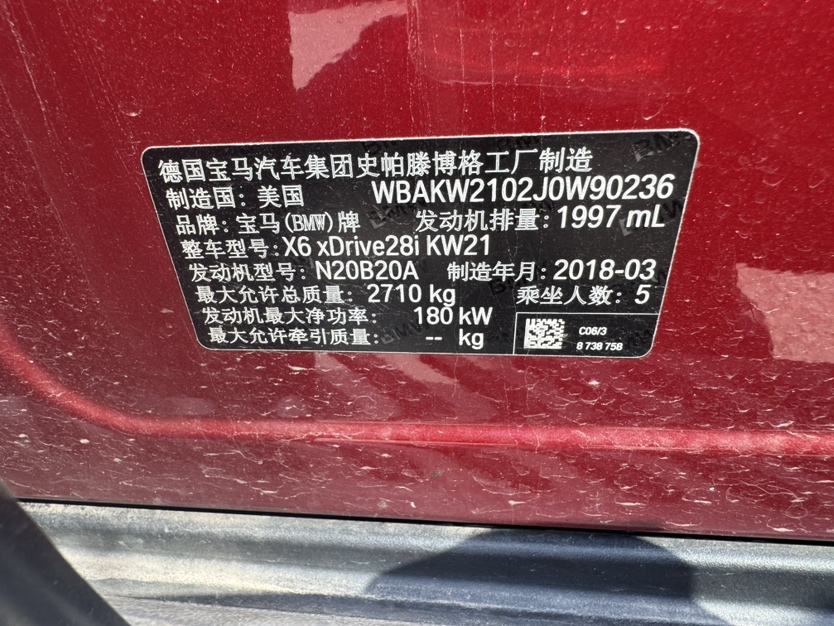 德国宝马汽车集团史帕滕博格工厂制造
制造国: 美国 WBAKW2102J0W90236
品牌: 宝马(BMW)牌 发动机排量: 1997 mL
整车型号: X6 xDrive28i KW21
发动机型号: N20B20A 制造年月: 2018-03
最大允许总质量: 2710 kg 乘坐人数: 5
发动机最大净功率: 180 kW
最大允许牵引质量: -- kg
C06/3
8 738 758